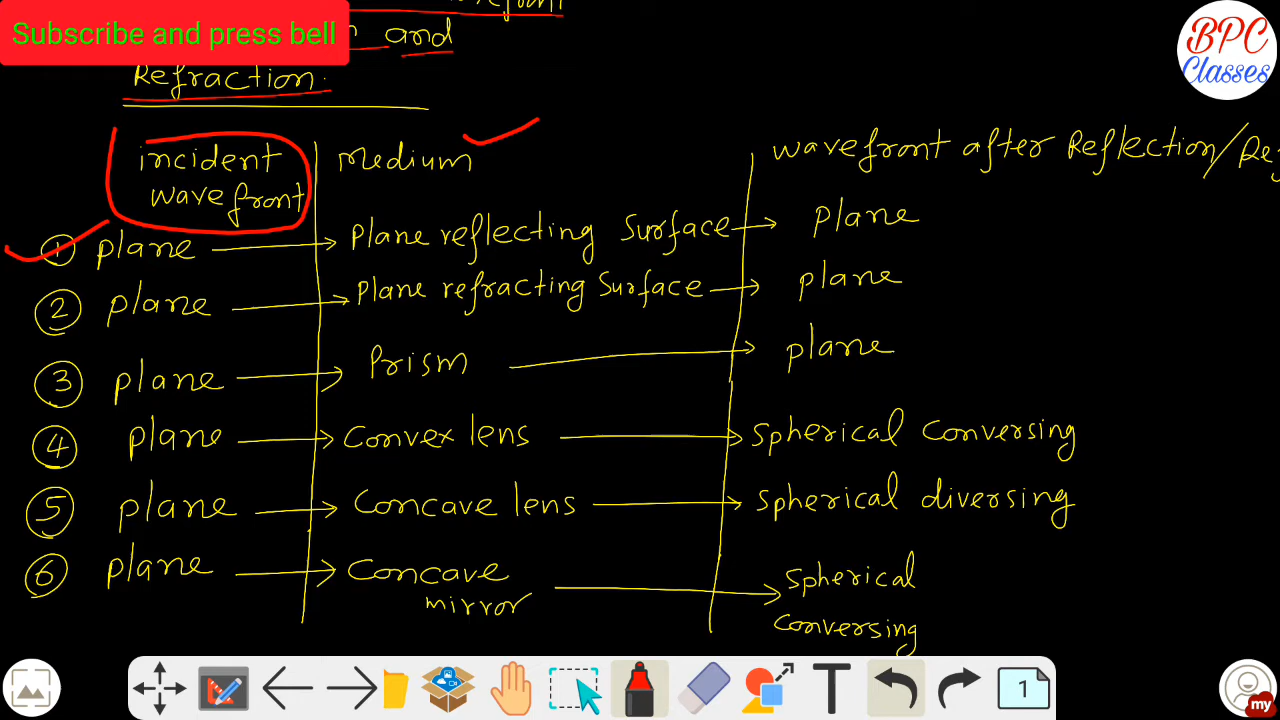 Subscribe and press bell
and
Refraction.
BPC
Classes
incident
wavefront
Medium
wavefront after Reflection/
① plane → Plane reflecting Surface → plane
② plane → Plane refracting Surface → plane
③ plane → Prism → plane
④ plane → Convex lens → Spherical Conversing
⑤ plane → Concave lens → Spherical diversing
⑥ plane → Concave mirror → Spherical
Conversing
1
my